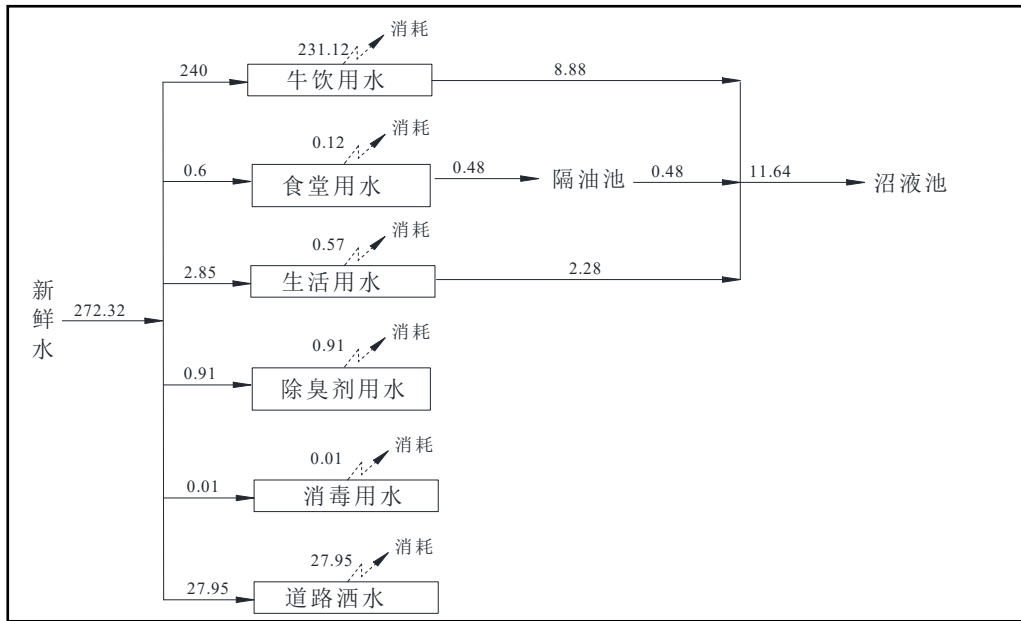 231.12 消耗
240 牛饮用水 8.88
0.12 消耗
0.6 食堂用水 0.48 隔油池 0.48 11.64 沼液池
0.57 消耗
2.85 生活用水 2.28
新鲜水 272.32
0.91 消耗
0.91 除臭剂用水
0.01 消耗
0.01 消毒用水
27.95 消耗
27.95 道路洒水